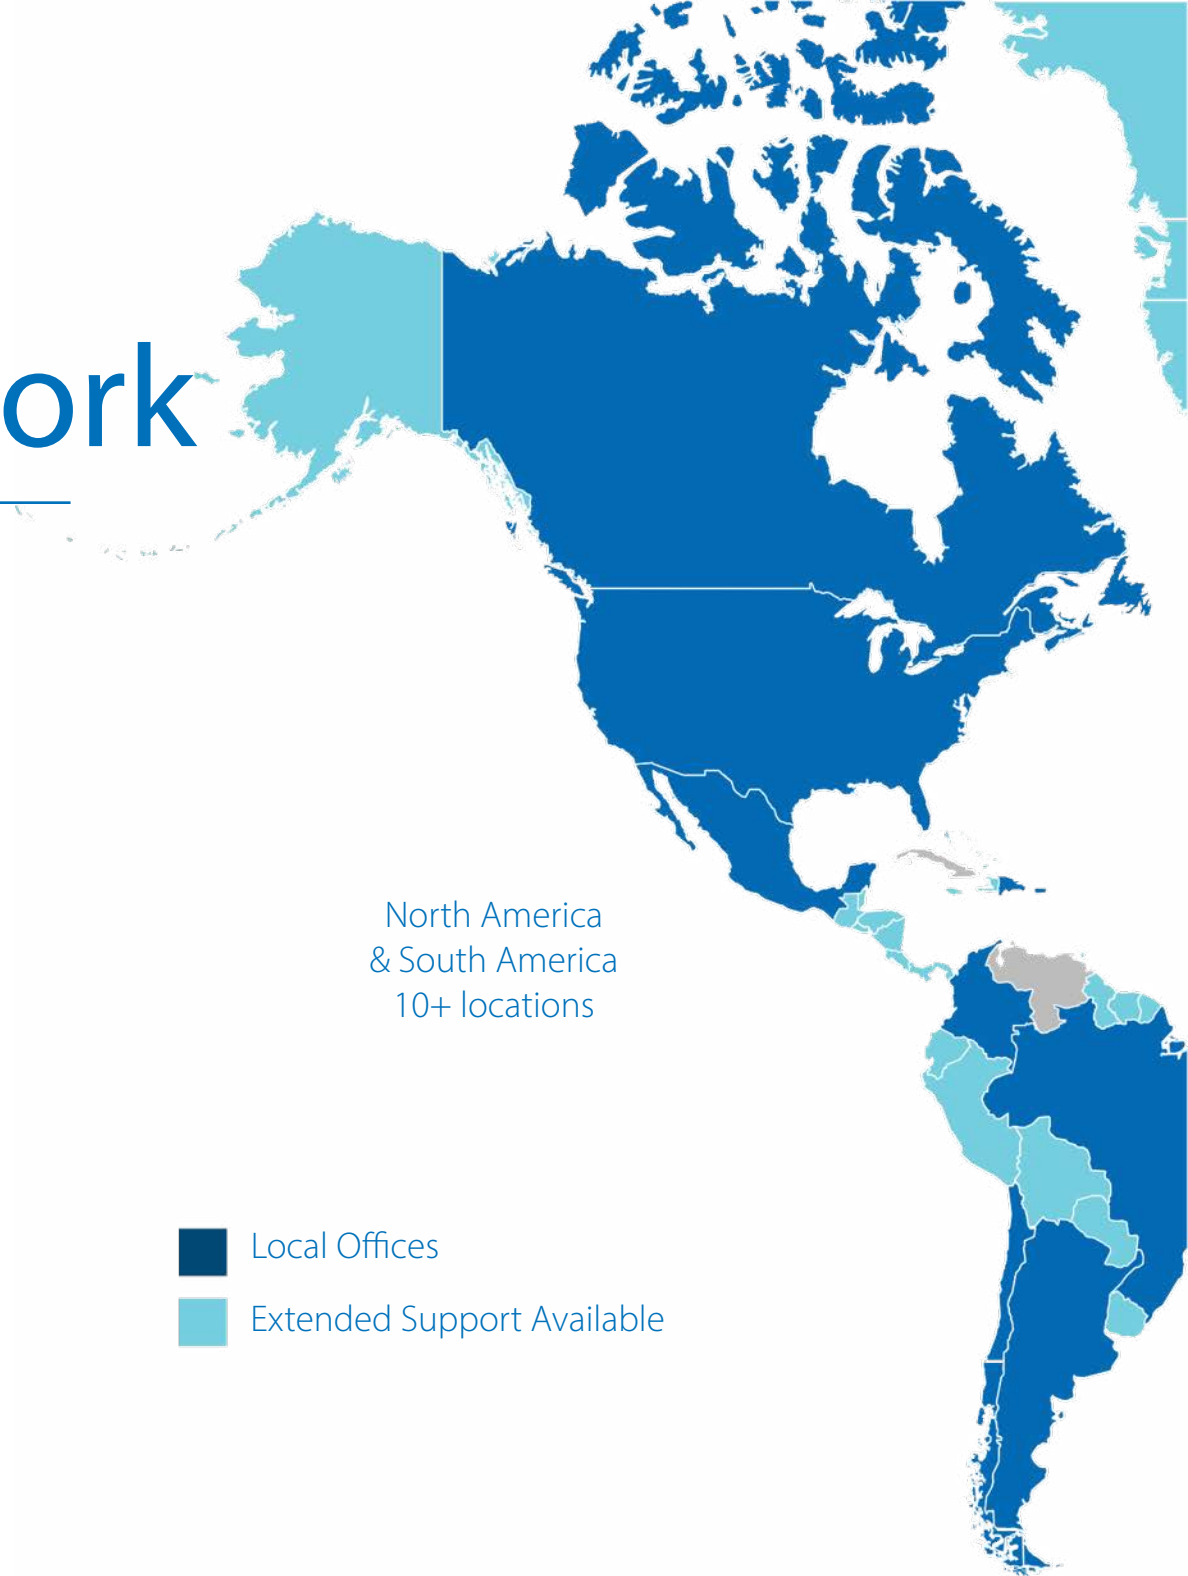 ork
North America
& South America
10+ locations
Local Offices
Extended Support Available